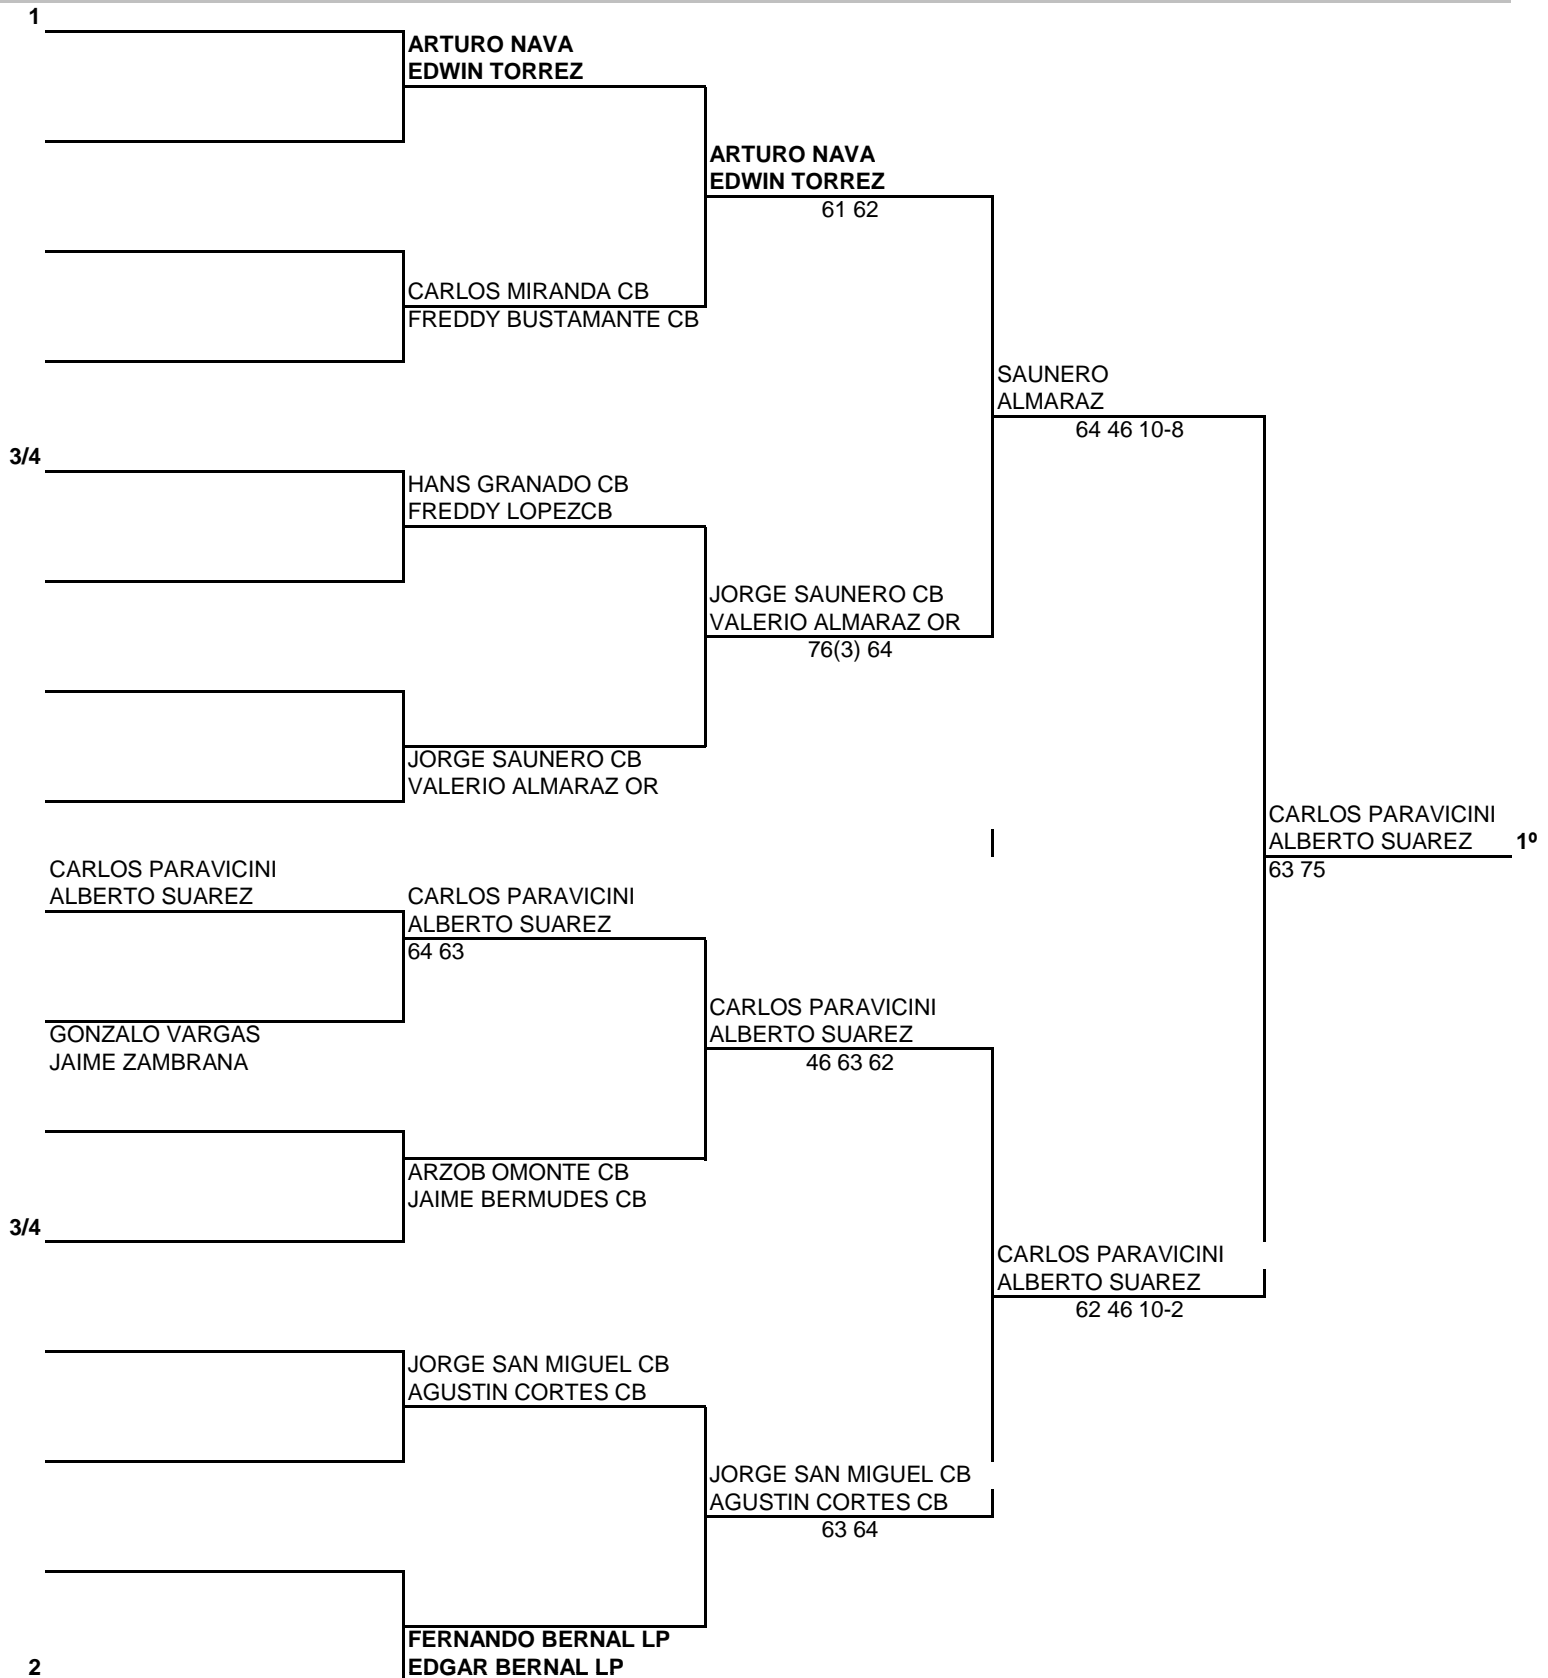 1
ARTURO NAVA
EDWIN TORREZ
ARTURO NAVA
EDWIN TORREZ
61 62
CARLOS MIRANDA CB
FREDDY BUSTAMANTE CB
SAUNERO
ALMARAZ
64 46 10-8
3/4
HANS GRANADO CB
FREDDY LOPEZCB
JORGE SAUNERO CB
VALERIO ALMARAZ OR
76(3) 64
JORGE SAUNERO CB
VALERIO ALMARAZ OR
CARLOS PARAVICINI
ALBERTO SUAREZ 1º
63 75
CARLOS PARAVICINI
ALBERTO SUAREZ
CARLOS PARAVICINI
ALBERTO SUAREZ
64 63
CARLOS PARAVICINI
ALBERTO SUAREZ
46 63 62
GONZALO VARGAS
JAIME ZAMBRANA
ARZOB OMONTE CB
JAIME BERMUDES CB
3/4
CARLOS PARAVICINI
ALBERTO SUAREZ
62 46 10-2
JORGE SAN MIGUEL CB
AGUSTIN CORTES CB
JORGE SAN MIGUEL CB
AGUSTIN CORTES CB
63 64
FERNANDO BERNAL LP
EDGAR BERNAL LP
2